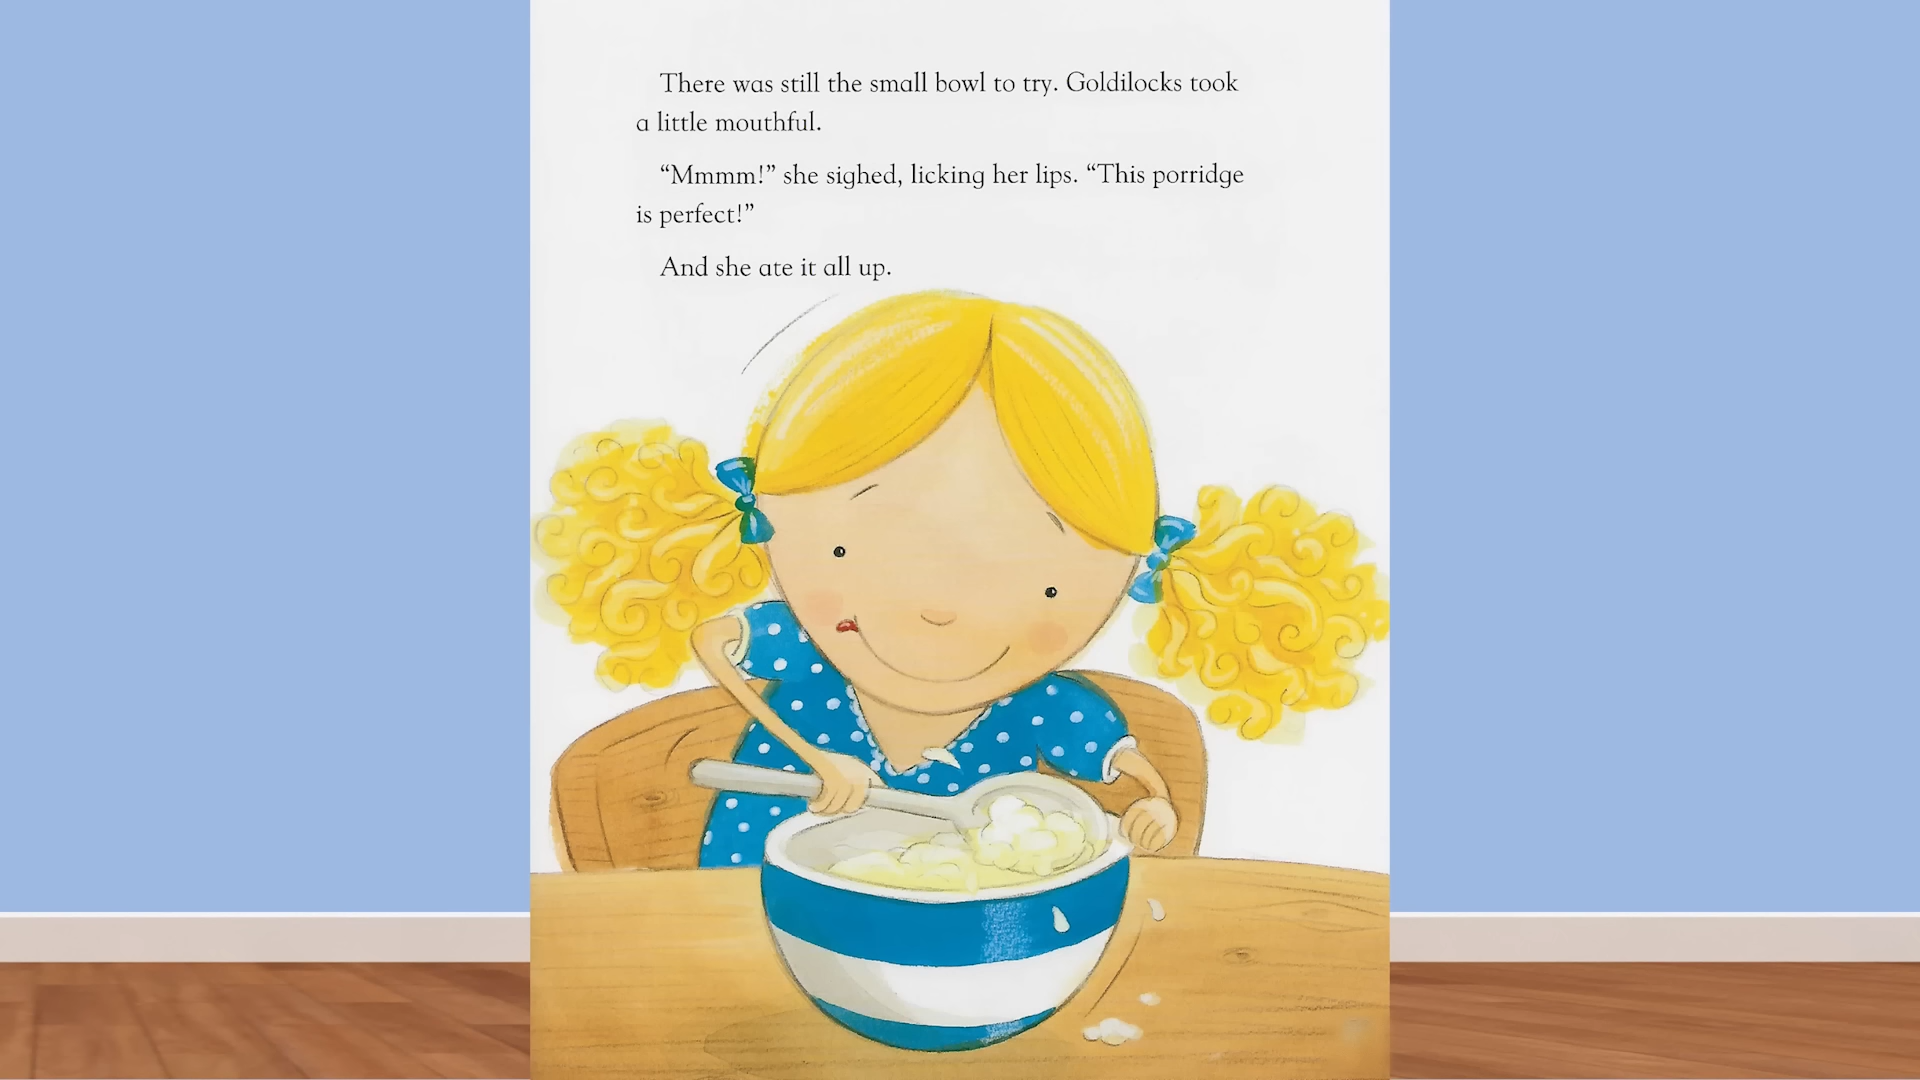 There was still the small bowl to try. Goldilocks took
a little mouthful.
“Mmmm!” she sighed, licking her lips. “This porridge
is perfect!”
And she ate it all up.